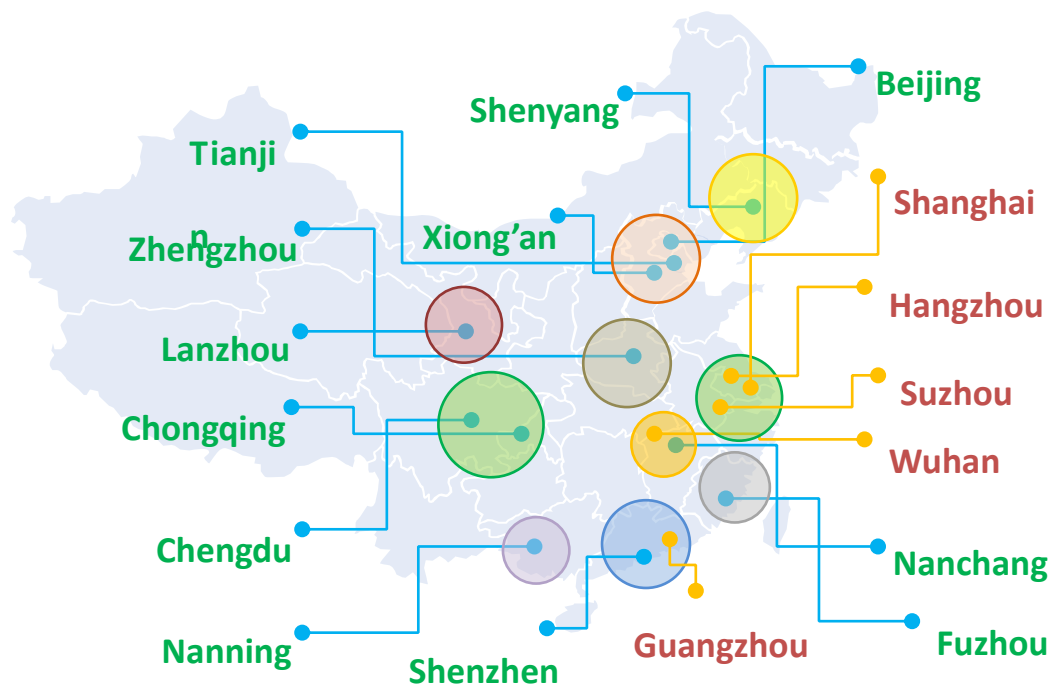 Beijing
Shenyang
Tianji
n
Shanghai
Xiong’an
Zhengzhou
Hangzhou
Lanzhou
Suzhou
Chongqing
Wuhan
Chengdu
Nanchang
Nanning
Guangzhou
Fuzhou
Shenzhen